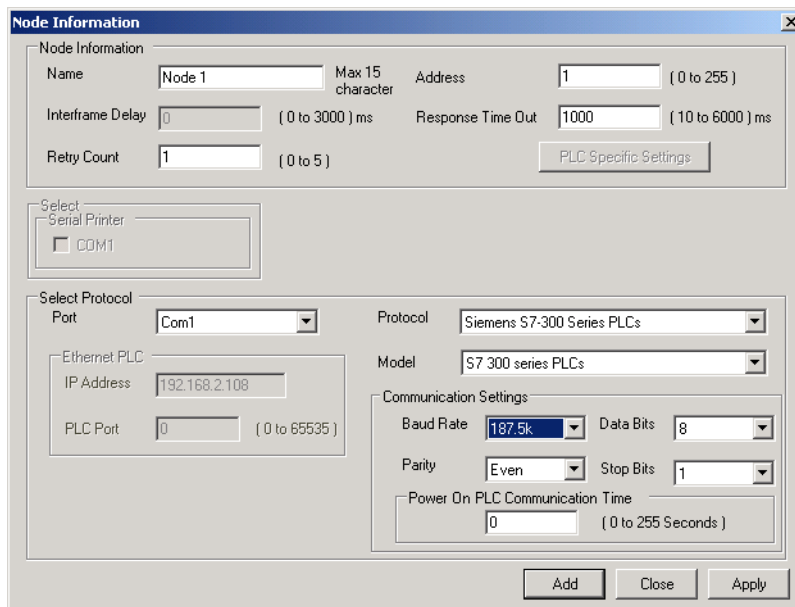 Node Information
Node Information
Name
Node 1
Max 15
character
Address
1
( 0 to 255 )
Interframe Delay
0
( 0 to 3000 ) ms
Response Time Out
1000
( 10 to 6000 ) ms
Retry Count
1
( 0 to 5 )
PLC Specific Settings
Select
Serial Printer
COM1
Select Protocol
Port
Com1
Protocol
Siemens S7-300 Series PLCs
Ethernet PLC
IP Address
192.168.2.108
PLC Port
0
( 0 to 65535 )
Model
S7 300 series PLCs
Communication Settings
Baud Rate
187.5k
Data Bits
8
Parity
Even
Stop Bits
1
Power On PLC Communication Time
0
( 0 to 255 Seconds )
Add
Close
Apply